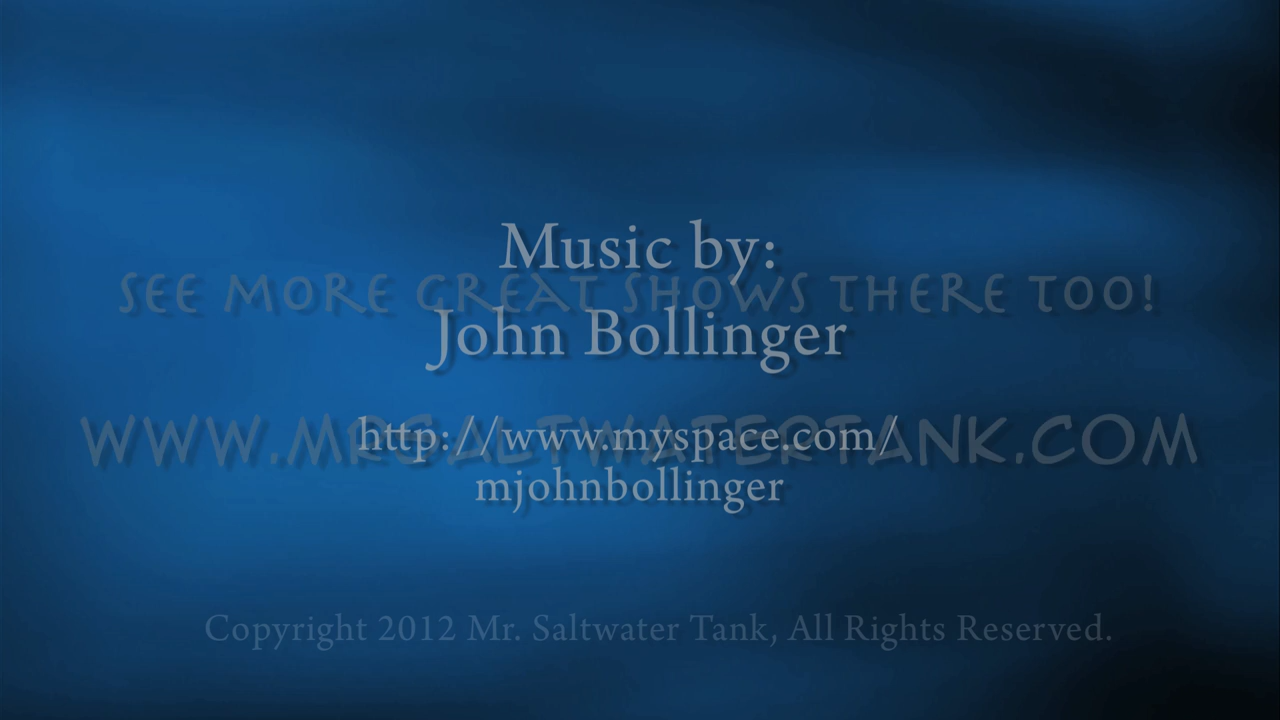 Music by:
SEE MORE GREAT SHOWS THERE TOO!
John Bollinger
WWW.MRSALTWATERTANK.COM
http://www.myspace.com/
mjohnbollinger
Copyright 2012 Mr. Saltwater Tank, All Rights Reserved.